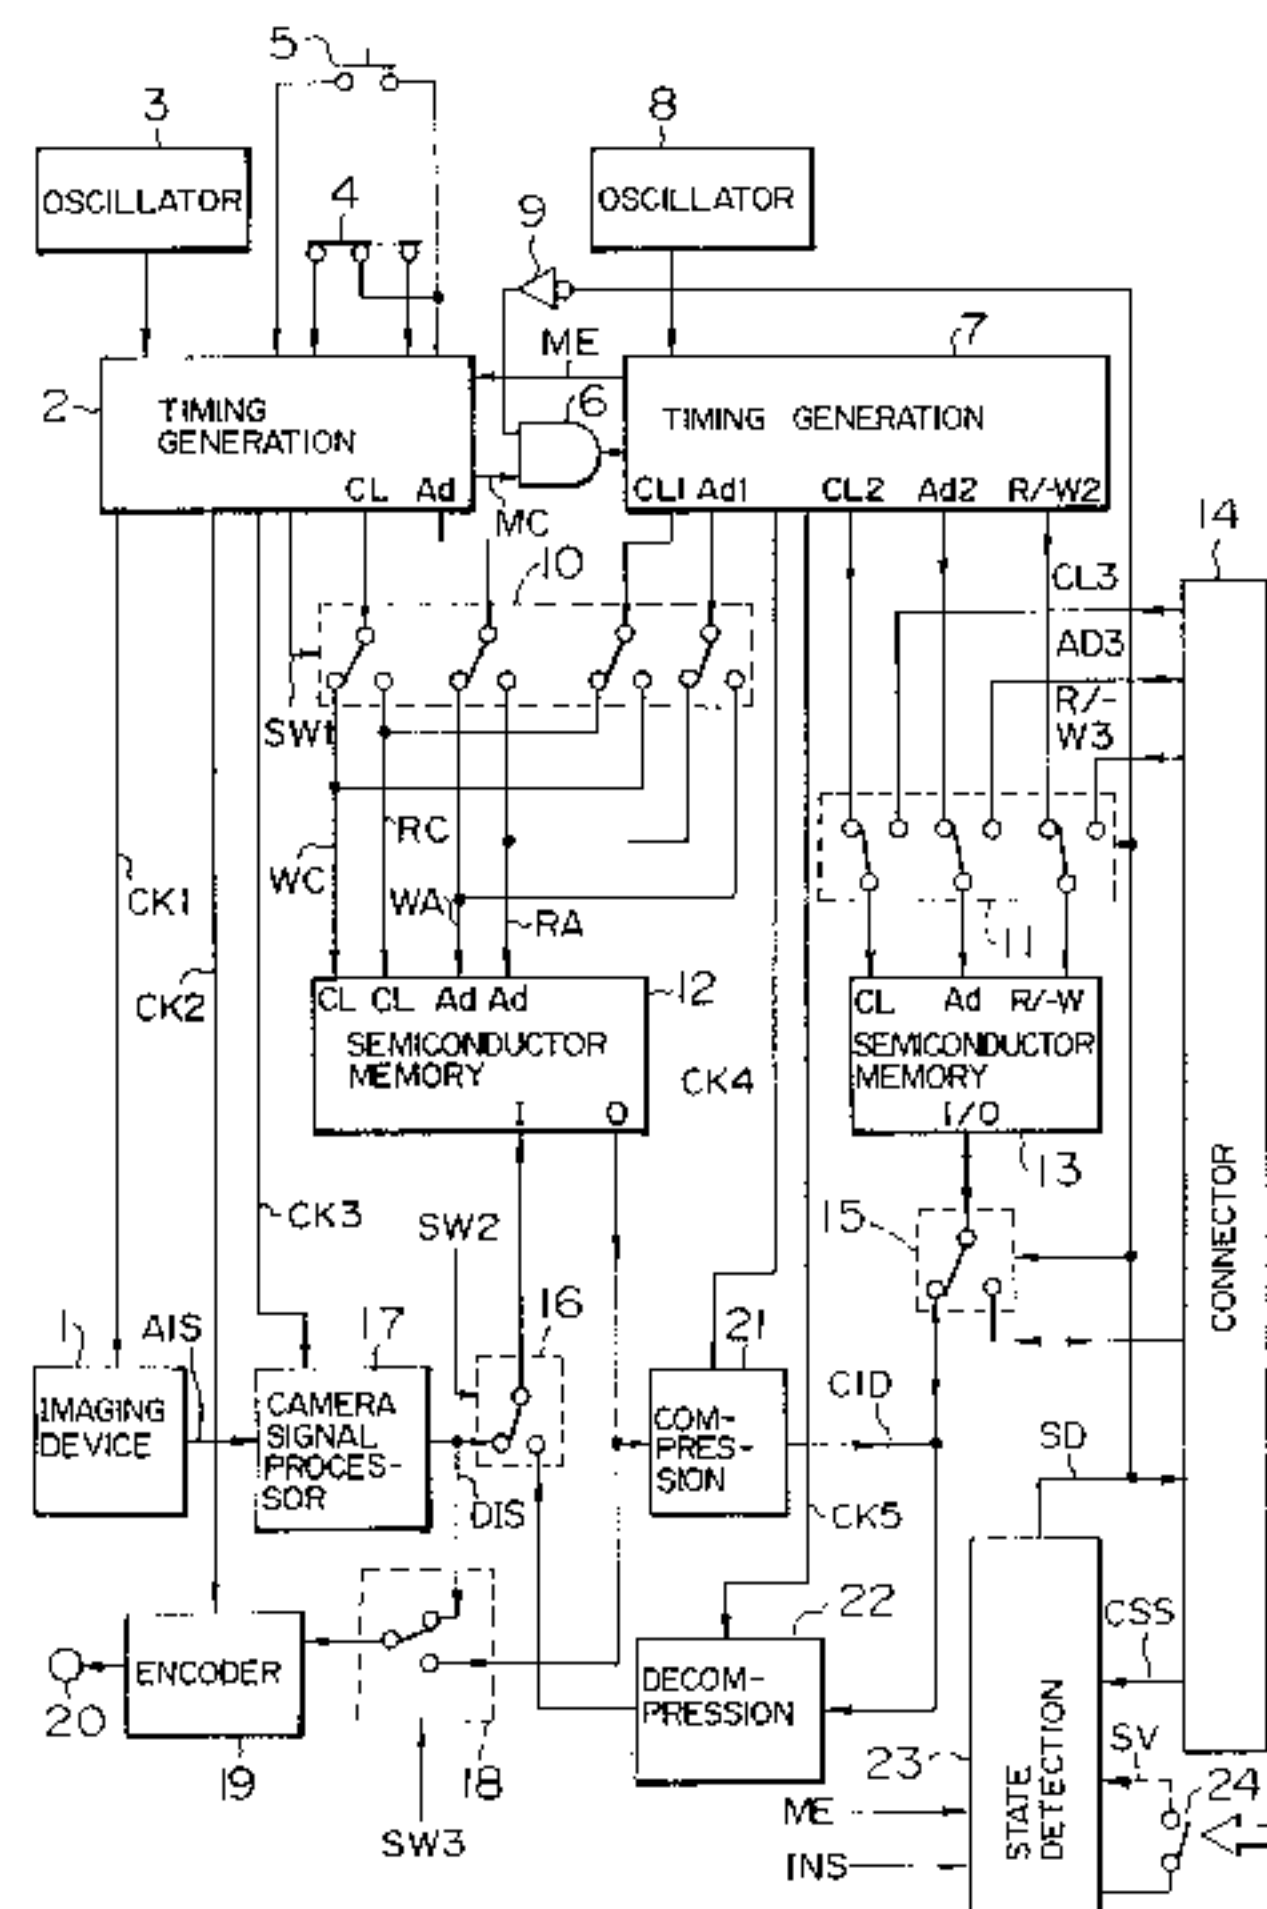 5
3
8
OSCILLATOR
4
9
OSCILLATOR
ME
7
2
TIMING
GENERATION
6
TIMING GENERATION
CL Ad
MC
CL1 Ad1 CL2 Ad2 R/-W2
14
10
CL3
AD3
R/-
W3
SW1
RC
WC
WA
RA
CK1
11
CK2
CL CL Ad Ad
12
CL Ad R/-W
SEMICONDUCTOR
MEMORY
SEMICONDUCTOR
MEMORY
CK4
I O
I/O
13
CONNECTOR
CK3
SW2
15
1
AIS
17
16
21
IMAGING
DEVICE
CAMERA
SIGNAL
PROCES-
SOR
COM-
PRES-
SION
CID
SD
DIS
CK5
22
CSS
ENCODER
DECOM-
PRESSION
20
19
18
SW3
23
STATE
DETECTION
SV
24
ME
INS